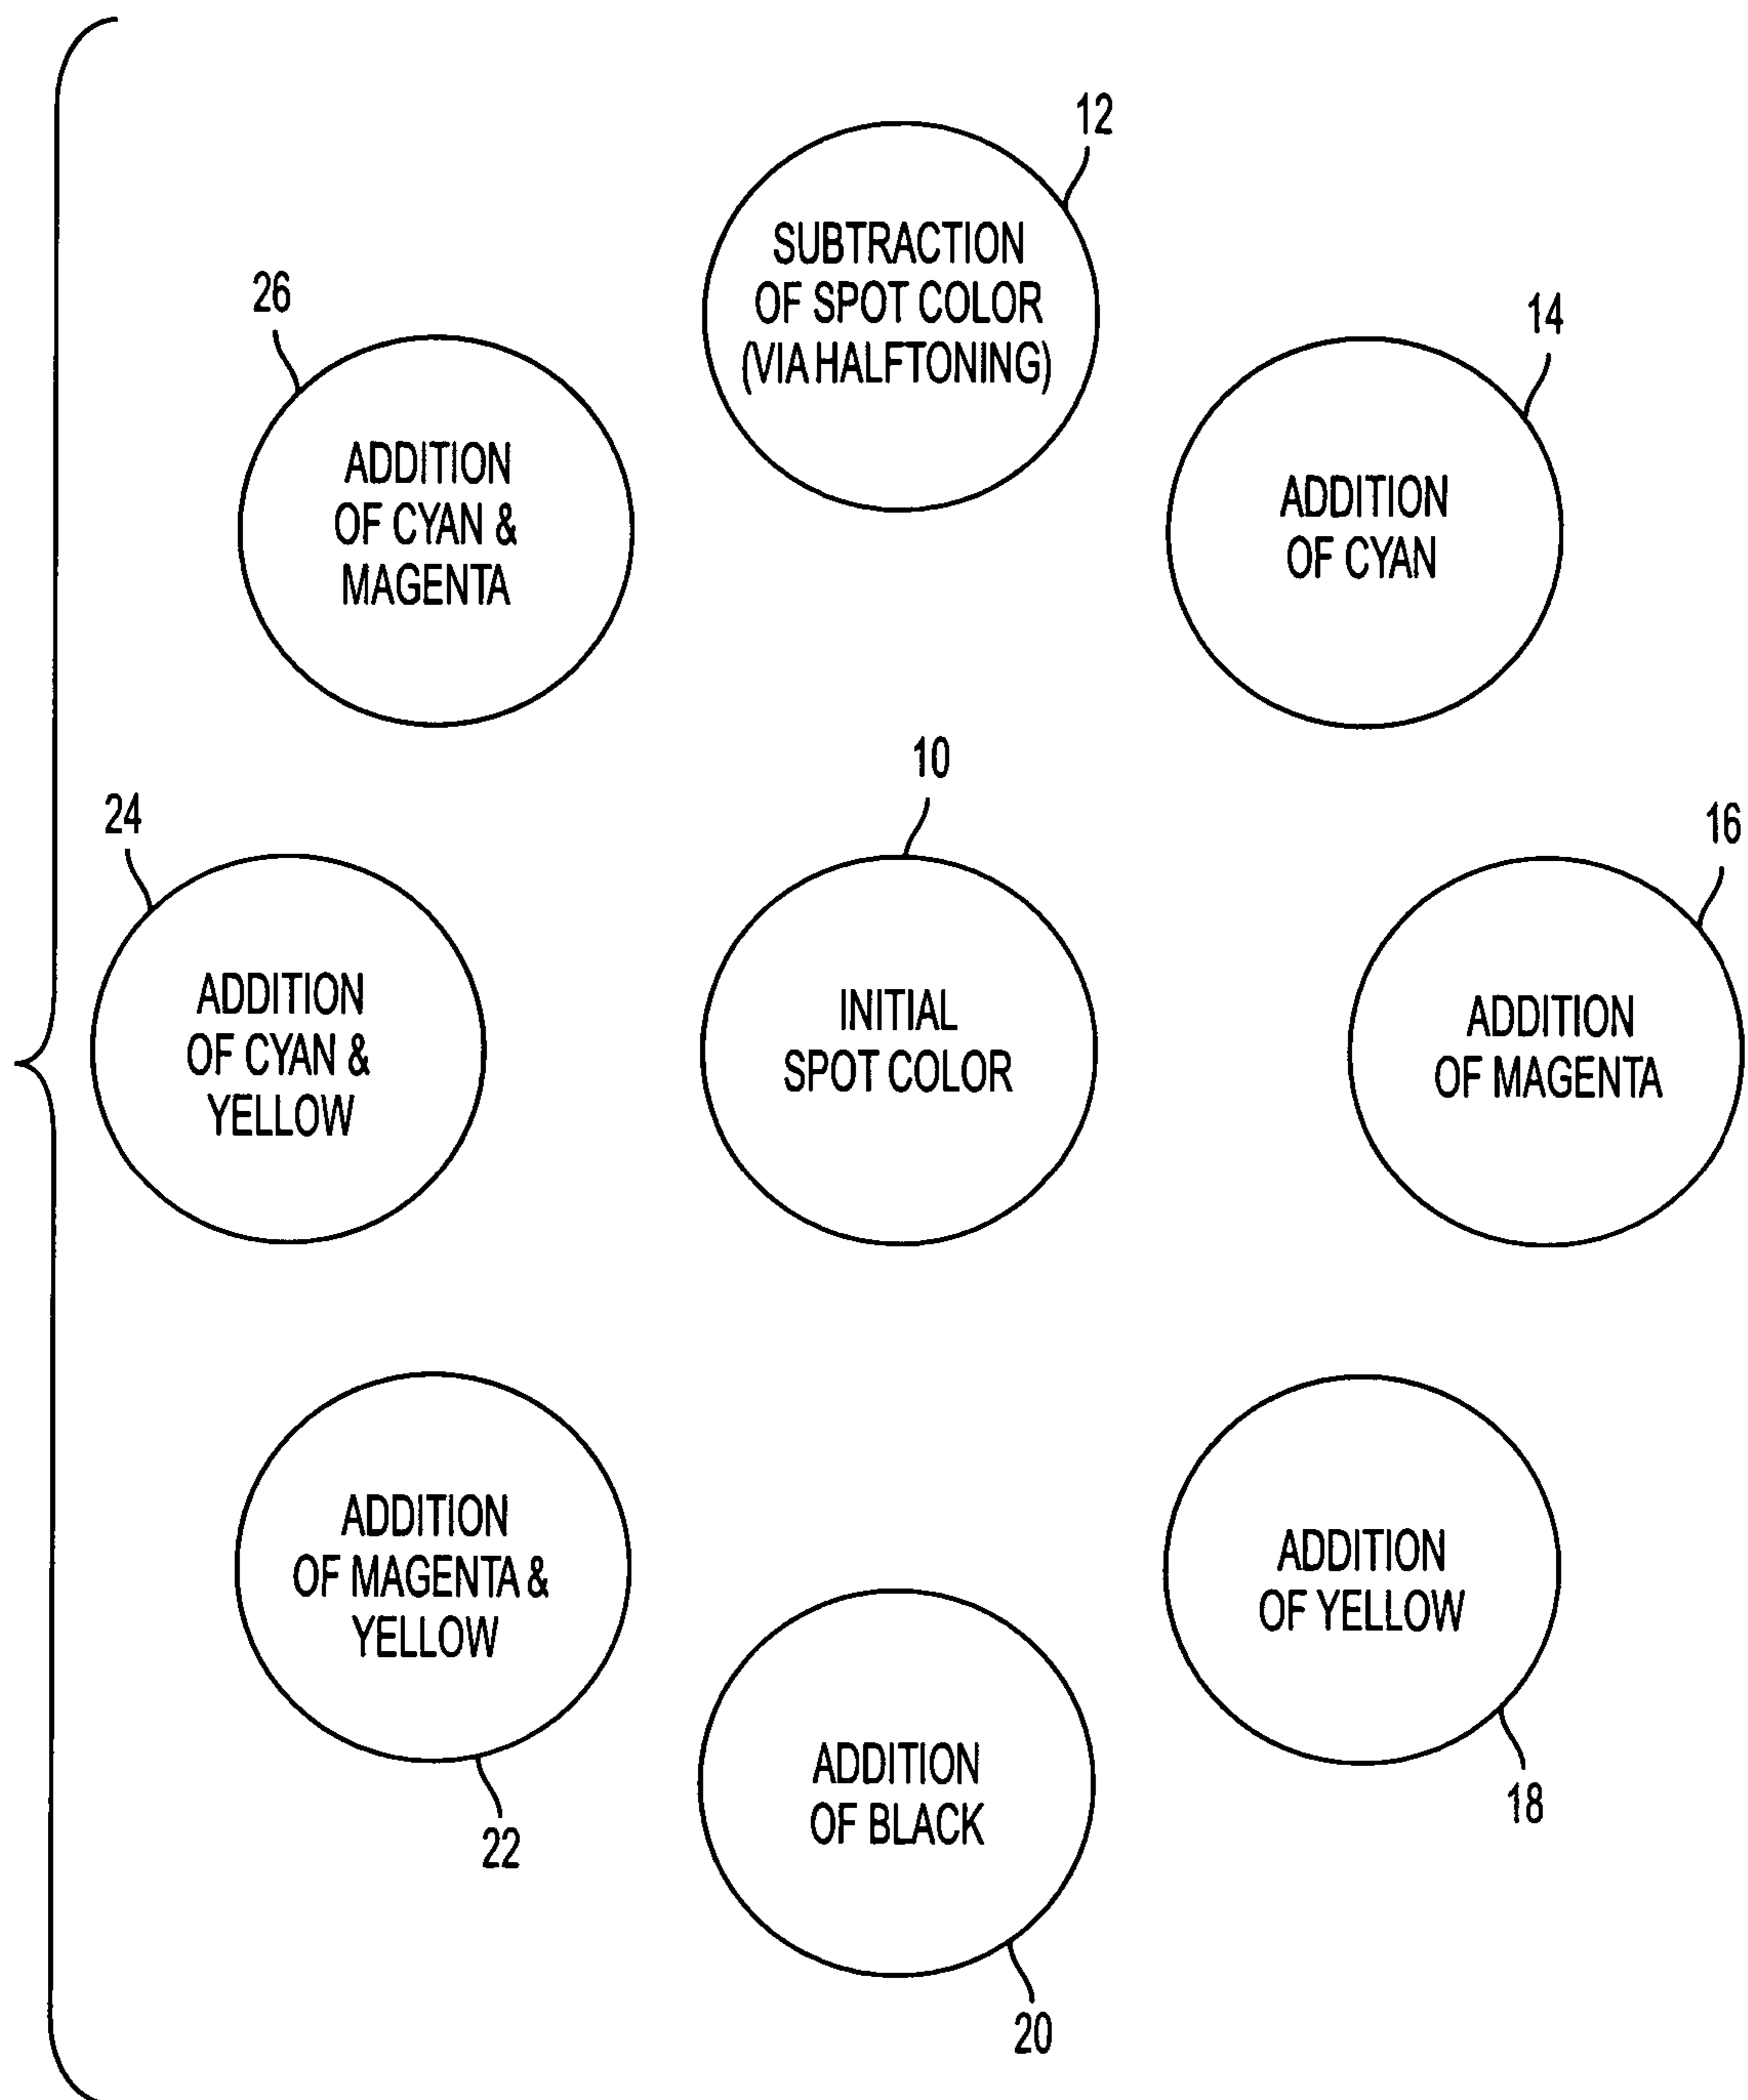 12
SUBTRACTION
OF SPOT COLOR
(VIA HALFTONING)
26
ADDITION
OF CYAN &
MAGENTA
14
ADDITION
OF CYAN
10
INITIAL
SPOT COLOR
24
ADDITION
OF CYAN &
YELLOW
16
ADDITION
OF MAGENTA
22
ADDITION
OF MAGENTA &
YELLOW
18
ADDITION
OF YELLOW
20
ADDITION
OF BLACK